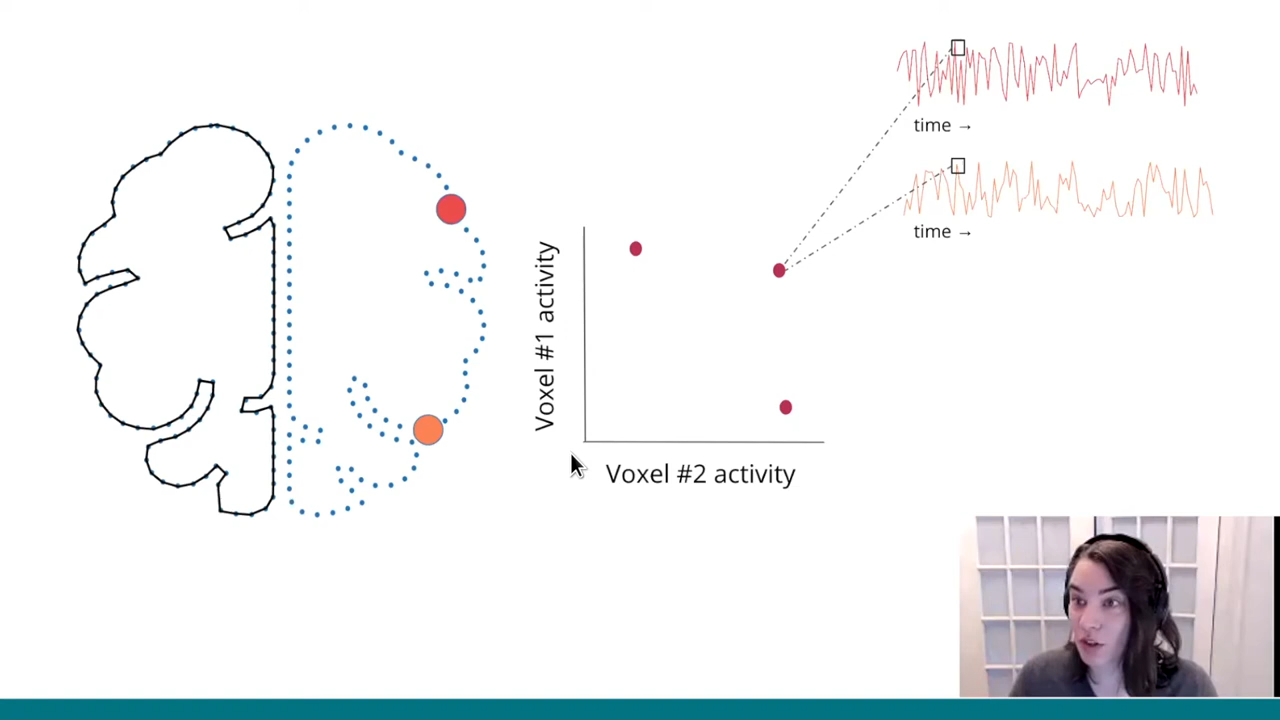 time →
time →
Voxel #1 activity
Voxel #2 activity